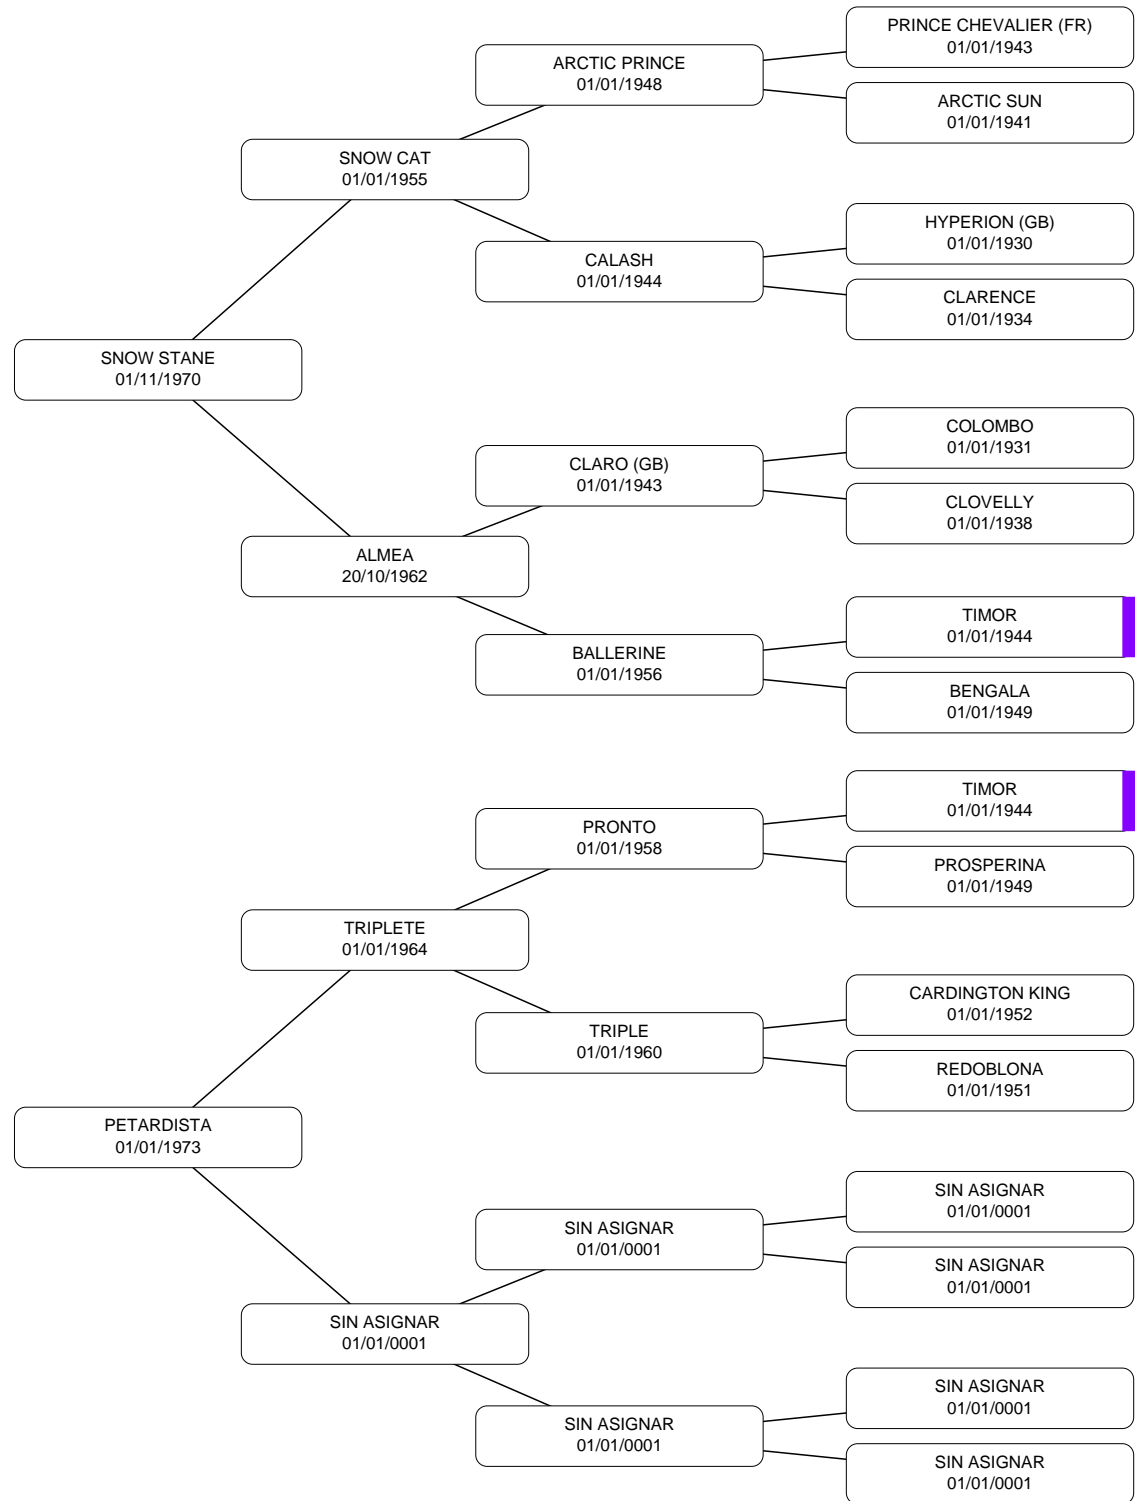 PRINCE CHEVALIER (FR)
01/01/1943
ARCTIC PRINCE
01/01/1948
ARCTIC SUN
01/01/1941
SNOW CAT
01/01/1955
HYPERION (GB)
01/01/1930
CALASH
01/01/1944
CLARENCE
01/01/1934
SNOW STANE
01/11/1970
COLOMBO
01/01/1931
CLARO (GB)
01/01/1943
CLOVELLY
01/01/1938
ALMEA
20/10/1962
TIMOR
01/01/1944
BALLERINE
01/01/1956
BENGALA
01/01/1949
TIMOR
01/01/1944
PRONTO
01/01/1958
PROSPERINA
01/01/1949
TRIPLETE
01/01/1964
CARDINGTON KING
01/01/1952
TRIPLE
01/01/1960
REDOBLONA
01/01/1951
PETARDISTA
01/01/1973
SIN ASIGNAR
01/01/0001
SIN ASIGNAR
01/01/0001
SIN ASIGNAR
01/01/0001
SIN ASIGNAR
01/01/0001
SIN ASIGNAR
01/01/0001
SIN ASIGNAR
01/01/0001
SIN ASIGNAR
01/01/0001